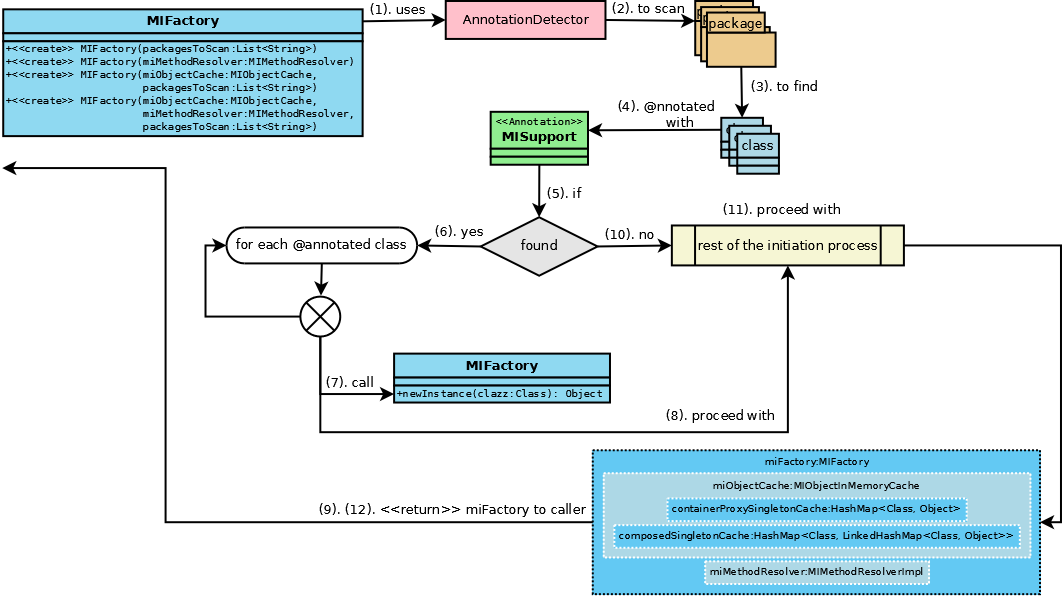 MIFactory
+<<create>> MIFactory(packagesToScan:List<String>)
+<<create>> MIFactory(miMethodResolver:MIMethodResolver)
+<<create>> MIFactory(miObjectCache:MIObjectCache,
packagesToScan:List<String>)
+<<create>> MIFactory(miObjectCache:MIObjectCache,
miMethodResolver:MIMethodResolver,
packagesToScan:List<String>)
(1). uses
AnnotationDetector
(2). to scan
package
(3). to find
class
(4). @nnotated
with
<<Annotation>>
MISupport
(5). if
found
(6). yes
for each @annotated class
(10). no
(11). proceed with
rest of the initiation process
(7). call
MIFactory
+newInstance(clazz:Class): Object
(8). proceed with
miFactory:MIFactory
miObjectCache:MIObjectInMemoryCache
containerProxySingletonCache:HashMap<Class, Object>
composedSingletonCache:HashMap<Class, LinkedHashMap<Class, Object>>
miMethodResolver:MIMethodResolverImpl
(9). (12). <<return>> miFactory to caller